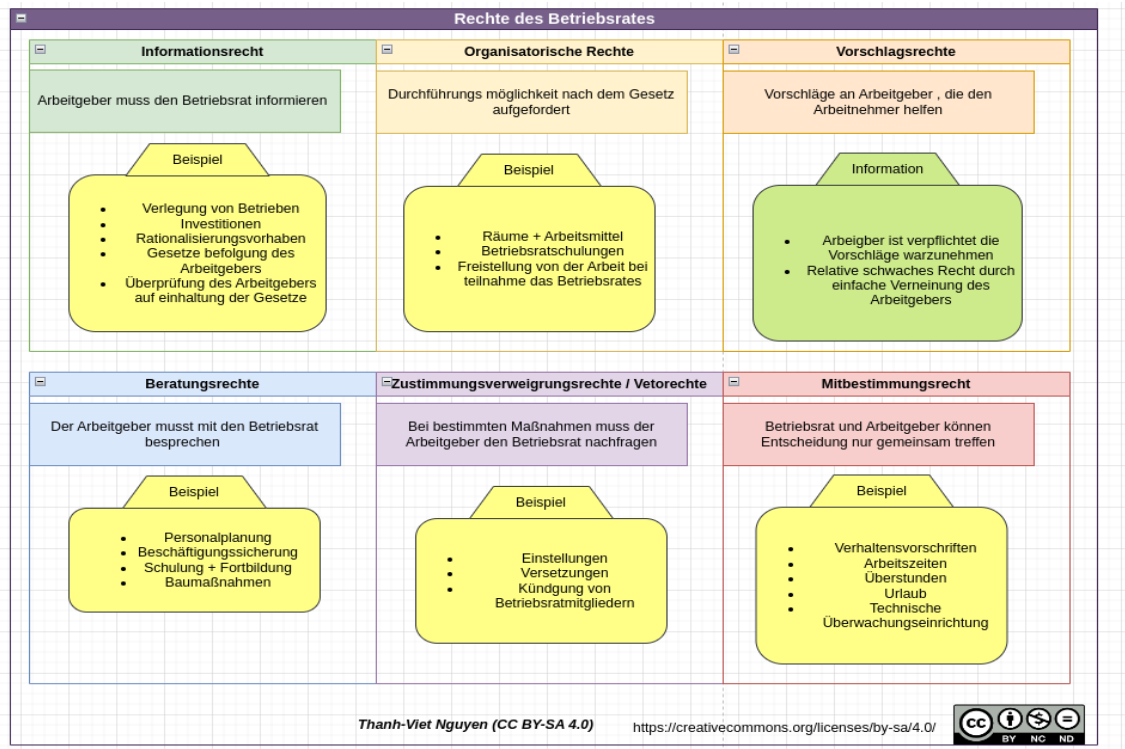 Rechte des Betriebsrates
Informationsrecht
Arbeitgeber muss den Betriebsrat informieren
Beispiel
Verlegung von Betrieben
Investitionen
Rationalisierungsvorhaben
Gesetze befolgung des
Arbeitgebers
Überprüfung des Arbeitgebers
auf einhaltung der Gesetze
Organisatorische Rechte
Durchführungs möglichkeit nach dem Gesetz
aufgefordert
Beispiel
Räume + Arbeitsmittel
Betriebsratschulungen
Freistellung von der Arbeit bei
teilnahme das Betriebsrates
Vorschlagsrechte
Vorschläge an Arbeitgeber , die den
Arbeitnehmer helfen
Information
Arbeigber ist verpflichtet die
Vorschläge warzunehmen
Relative schwaches Recht durch
einfache Verneinung des
Arbeitgebers
Beratungsrechte
Der Arbeitgeber musst mit den Betriebsrat
besprechen
Beispiel
Personalplanung
Beschäftigungssicherung
Schulung + Fortbildung
Baumaßnahmen
Zustimmungsverweigrungsrechte / Vetorechte
Bei bestimmten Maßnahmen muss der
Arbeitgeber den Betriebsrat nachfragen
Beispiel
Einstellungen
Versetzungen
Kündgung von
Betriebsratmitgliedern
Mitbestimmungsrecht
Betriebsrat und Arbeitgeber können
Entscheidung nur gemeinsam treffen
Beispiel
Verhaltensvorschriften
Arbeitszeiten
Überstunden
Urlaub
Technische
Überwachungseinrichtung
Thanh-Viet Nguyen (CC BY-SA 4.0)
https://creativecommons.org/licenses/by-sa/4.0/
cc
BY NC ND